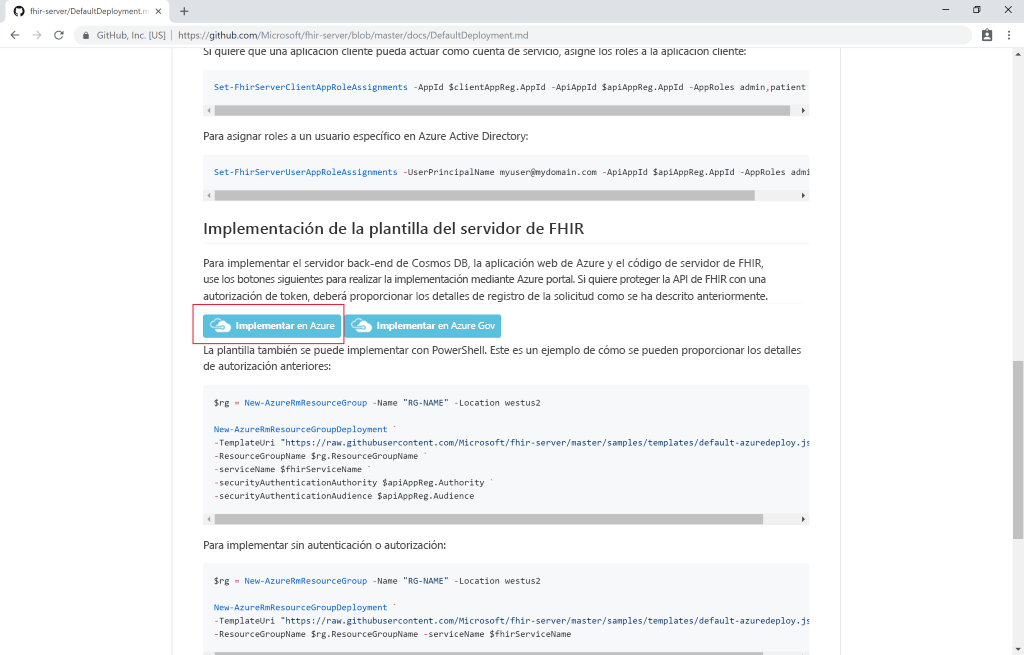 fhir-server/DefaultDeployment.m
GitHub, Inc. [US] | https://github.com/Microsoft/fhir-server/blob/master/docs/DefaultDeployment.md
Si quiere que una aplicación cliente pueda actuar como cuenta de servicio, asigne los roles a la aplicación cliente:
Set-FhirServerClientAppRoleAssignments -AppId $clientAppReg.AppId -ApiAppId $apiAppReg.AppId -AppRoles admin,patient
Para asignar roles a un usuario específico en Azure Active Directory:
Set-FhirServerUserAppRoleAssignments -UserPrincipalName myuser@mydomain.com -ApiAppId $apiAppReg.AppId -AppRoles admi
Implementación de la plantilla del servidor de FHIR
Para implementar el servidor back-end de Cosmos DB, la aplicación web de Azure y el código de servidor de FHIR,
use los botones siguientes para realizar la implementación mediante Azure portal. Si quiere proteger la API de FHIR con una
autorización de token, deberá proporcionar los detalles de registro de la solicitud como se ha descrito anteriormente.
Implementar en Azure Implementar en Azure Gov
La plantilla también se puede implementar con PowerShell. Este es un ejemplo de cómo se pueden proporcionar los detalles
de autorización anteriores:
$rg = New-AzureRmResourceGroup -Name "RG-NAME" -Location westus2
New-AzureRmResourceGroupDeployment `
-TemplateUri "https://raw.githubusercontent.com/Microsoft/fhir-server/master/samples/templates/default-azuredeploy.js
-ResourceGroupName $rg.ResourceGroupName `
-serviceName $fhirServiceName `
-securityAuthenticationAuthority $apiAppReg.Authority `
-securityAuthenticationAudience $apiAppReg.Audience
Para implementar sin autenticación o autorización:
$rg = New-AzureRmResourceGroup -Name "RG-NAME" -Location westus2
New-AzureRmResourceGroupDeployment `
-TemplateUri "https://raw.githubusercontent.com/Microsoft/fhir-server/master/samples/templates/default-azuredeploy.js
-ResourceGroupName $rg.ResourceGroupName -serviceName $fhirServiceName